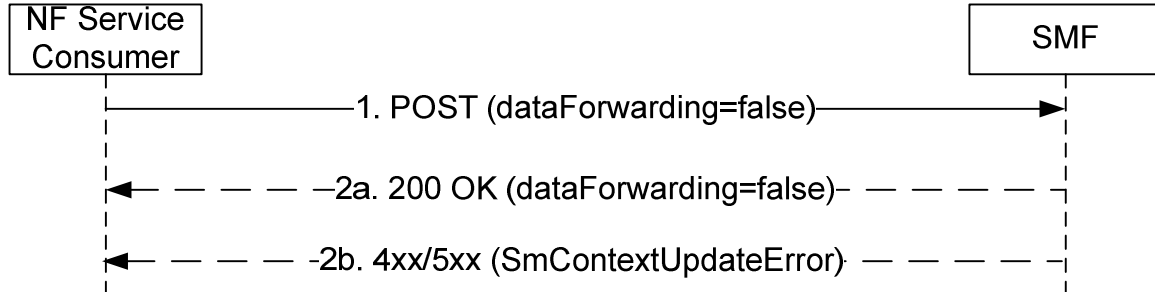 NF Service
Consumer
SMF
1. POST (dataForwarding=false)
2a. 200 OK (dataForwarding=false)
2b. 4xx/5xx (SmContextUpdateError)